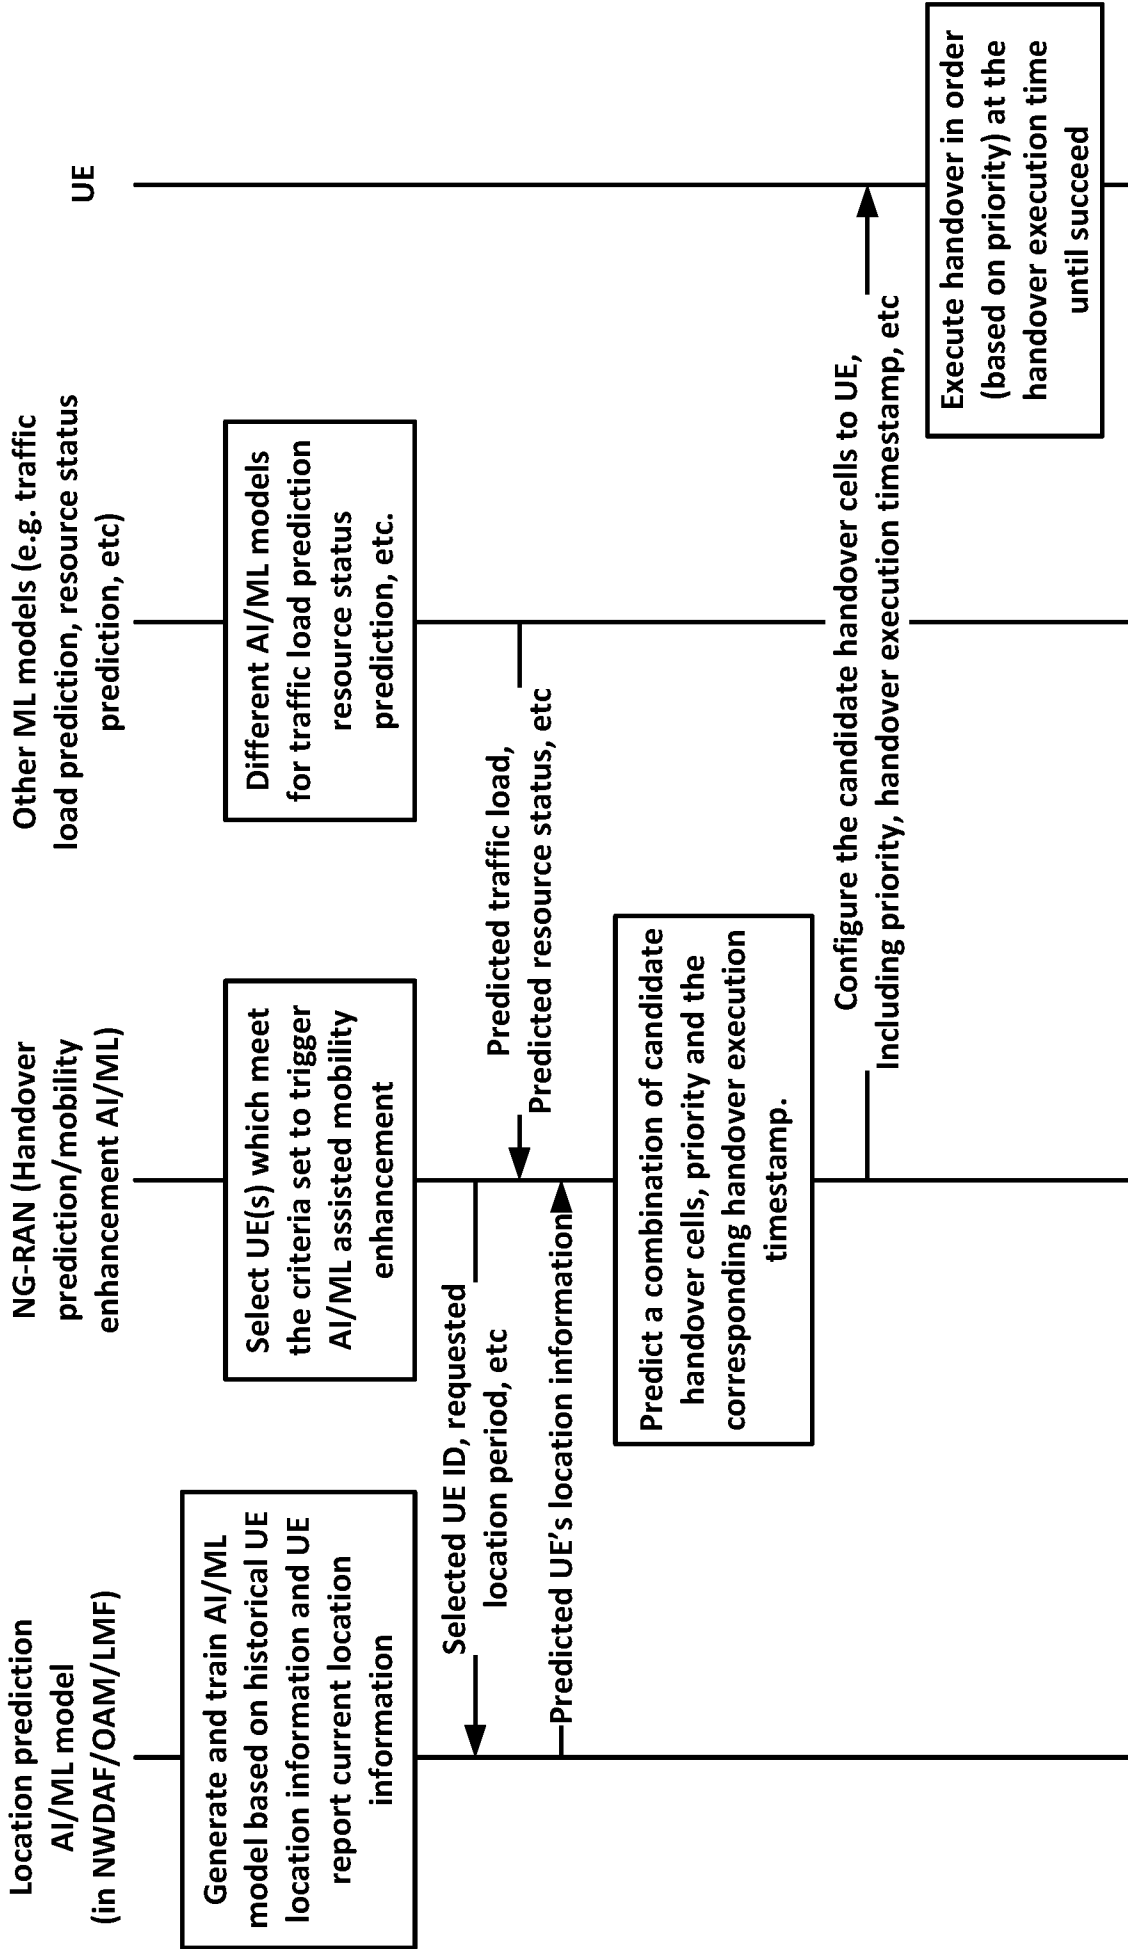 Location prediction
AI/ML model
(in NWDAF/OAM/LMF)
NG-RAN (Handover
prediction/mobility
enhancement AI/ML)
Other ML models (e.g. traffic
load prediction, resource status
prediction, etc)
UE
Generate and train AI/ML
model based on historical UE
location information and UE
report current location
information
Select UE(s) which meet
the criteria set to trigger
AI/ML assisted mobility
enhancement
Different AI/ML models
for traffic load prediction
resource status
prediction, etc.
Selected UE ID, requested
location period, etc
Predicted traffic load,
Predicted resource status, etc
Predicted UE’s location information
Predict a combination of candidate
handover cells, priority and the
corresponding handover execution
timestamp.
Configure the candidate handover cells to UE,
Including priority, handover execution timestamp, etc
Execute handover in order
(based on priority) at the
handover execution time
until succeed